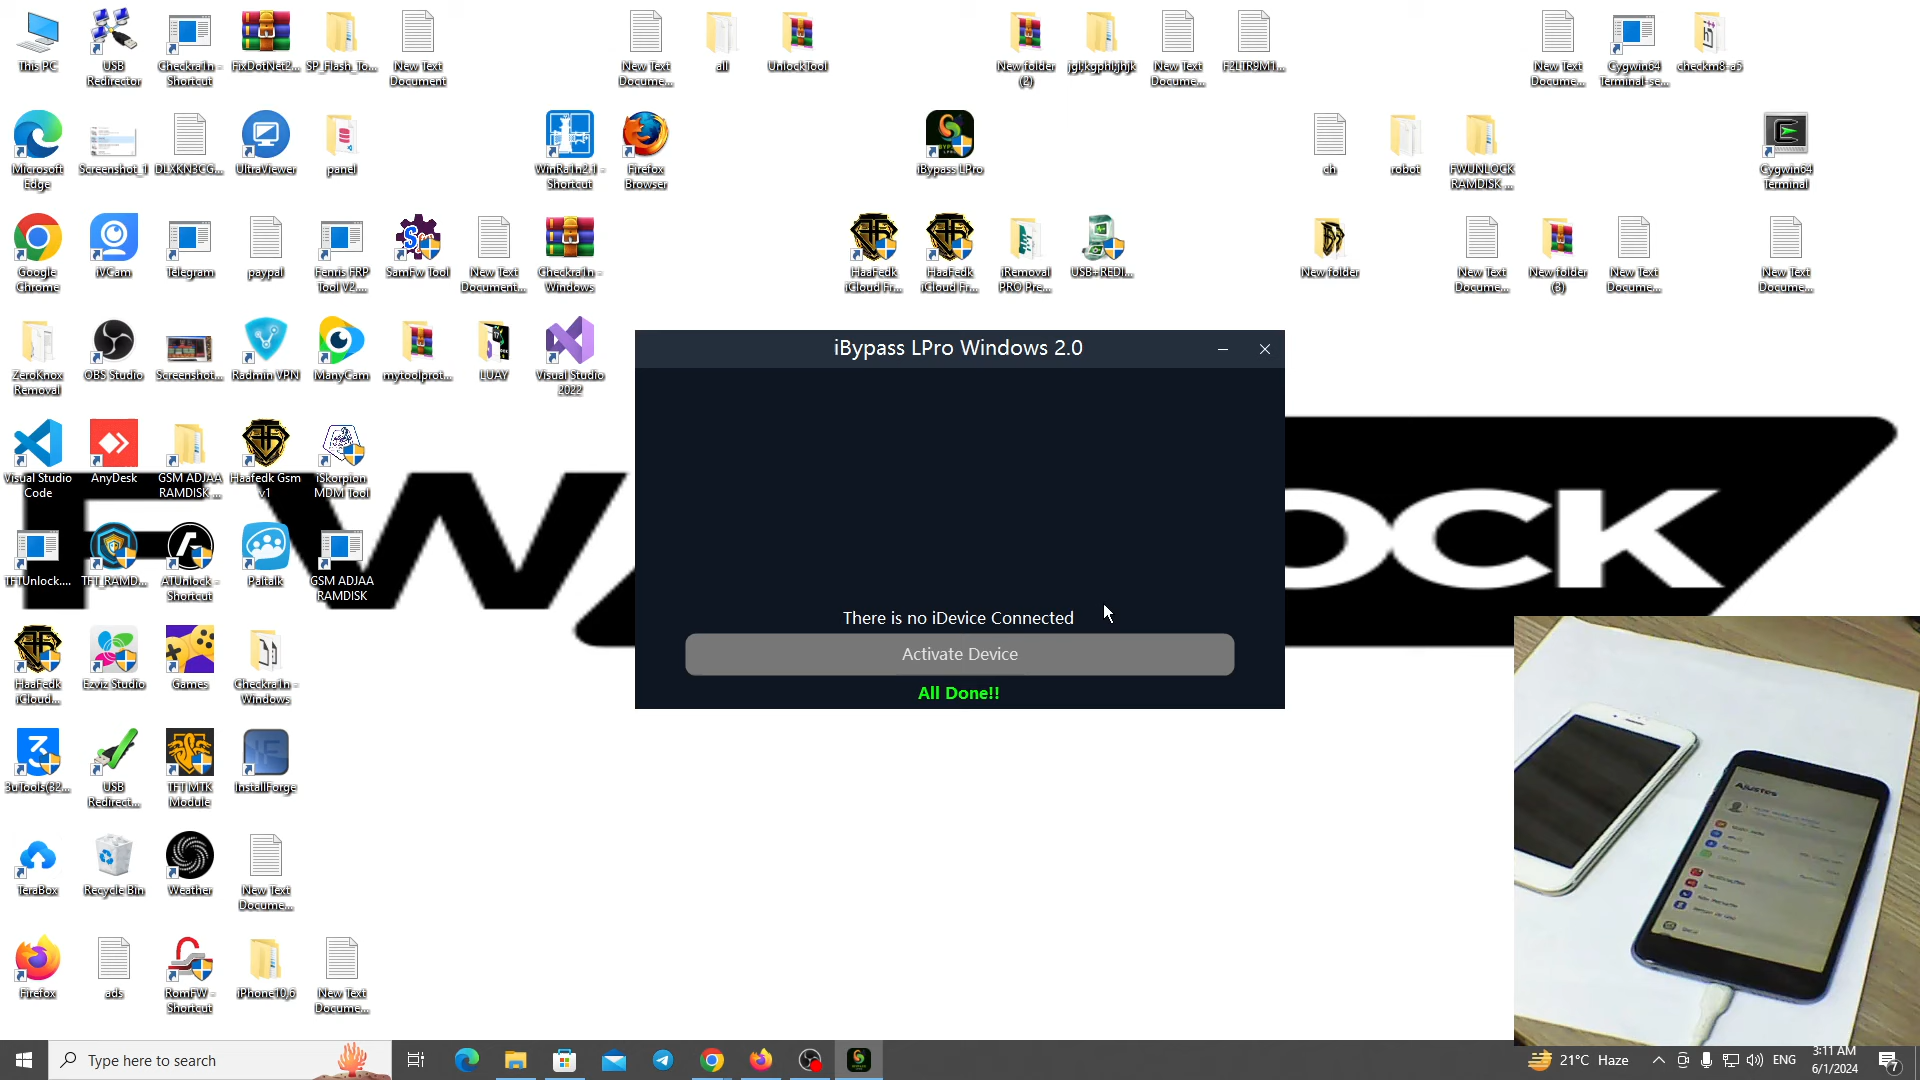 This PC
USB
Redirector
Checkra1n -
Shortcut
FixDotNet2...
SP_Flash_To...
New Text
Document
New Text
Docume...
all
UnlockTool
New folder
(2)
jgl;kgphl;hjk
New Text
Docume...
F2LTR9M1...
New Text
Docume...
Cygwin64
Terminal-se...
checkm8-a5
Microsoft
Edge
Screenshot_1
DLXKN3CG...
UltraViewer
panel
WinRa1n2.1 -
Shortcut
Firefox
Browser
iBypass LPro
ch
robot
FWUNLOCK
RAMDISK ...
Cygwin64
Terminal
Google
Chrome
iVCam
Telegram
paypal
Fenris FRP
Tool V2....
SamFw Tool
New Text
Document...
Checkra1n -
Windows
HaaFedk
iCloud Fr...
HaaFedk
iCloud Fr...
iRemoval
PRO Pre...
USB+REDI...
New folder
New Text
Docume...
New folder
(3)
New Text
Docume...
New Text
Docume...
ZeroKnox
Removal
OBS Studio
Screenshot...
Radmin VPN
ManyCam
mytoolprot...
LUAY
Visual Studio
2022
iBypass LPro Windows 2.0
Visual Studio
Code
AnyDesk
GSM ADJAA
RAMDISK ...
Haafedk Gsm
v1
iSkorpion
MDM Tool
TFTUnlock....
TFT_RAMD...
ATUnlock -
Shortcut
Paltalk
GSM ADJAA
RAMDISK
FW
OCK
There is no iDevice Connected
Activate Device
All Done!!
HaaFedk
iCloud...
Ezviz Studio
Games
Checkra1n -
Windows
3uTools(32...
USB
Redirect...
TFT MTK
Module
InstallForge
TeraBox
Recycle Bin
Weather
New Text
Docume...
Firefox
ads
RomFW -
Shortcut
iPhone10,6
New Text
Docume...
Ajustes
Type here to search
21°C Haze
ENG
3:11 AM
6/1/2024
7